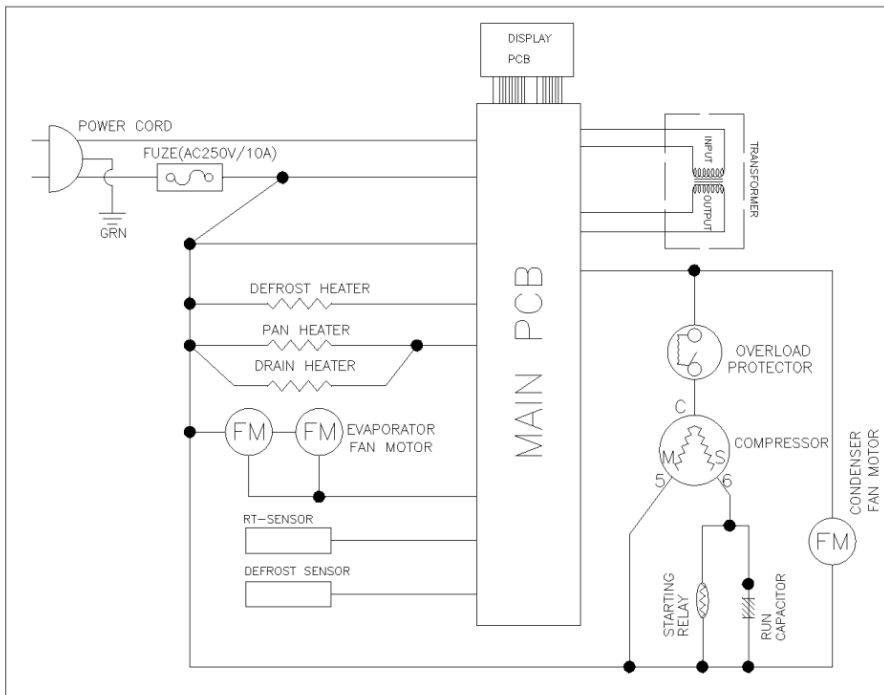 DISPLAY
PCB
POWER CORD
FUZE(AC250V/10A)
GRN
INPUT
OUTPUT
TRANSFORMER
MAIN PCB
DEFROST HEATER
PAN HEATER
DRAIN HEATER
FM
FM
EVAPORATOR
FAN MOTOR
RT-SENSOR
DEFROST SENSOR
OVERLOAD
PROTECTOR
C
COMPRESSOR
M
S
5
6
CONDENSER
FAN MOTOR
FM
STARTING
RELAY
RUN
CAPACITOR